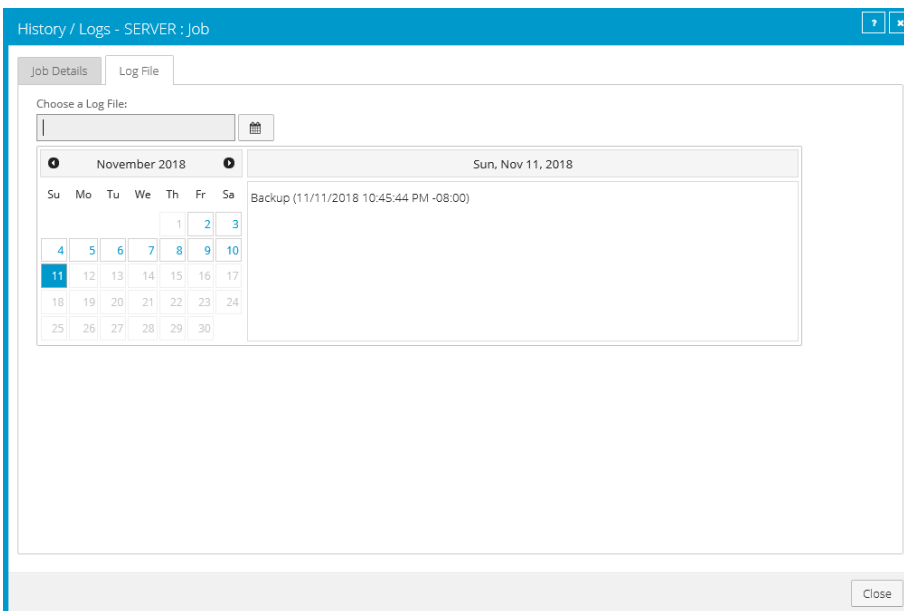 History / Logs - SERVER : Job
? x
Job Details Log File
Choose a Log File:
November 2018 Sun, Nov 11, 2018
Su Mo Tu We Th Fr Sa Backup (11/11/2018 10:45:44 PM -08:00)
1 2 3
4 5 6 7 8 9 10
11 12 13 14 15 16 17
18 19 20 21 22 23 24
25 26 27 28 29 30
Close